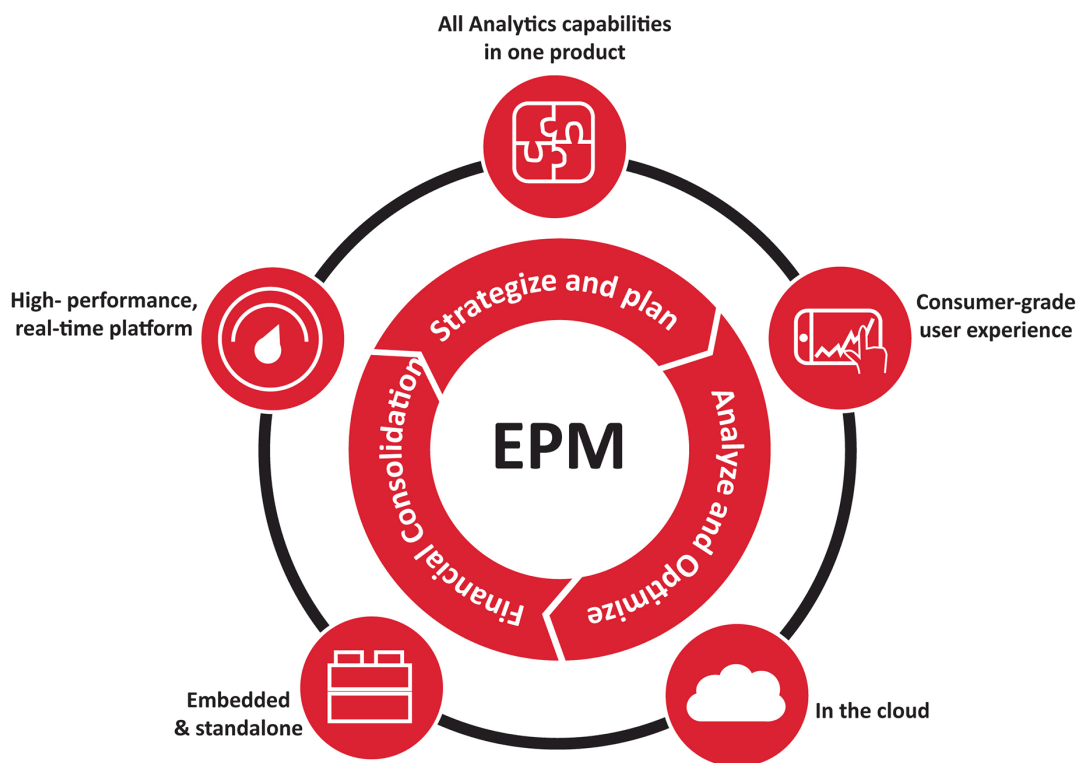 All Analytics capabilities
in one product
High- performance,
real-time platform
Consumer-grade
user experience
Strategize and plan
Analyze and Optimize
Financial Consolidation
EPM
Embedded
& standalone
In the cloud